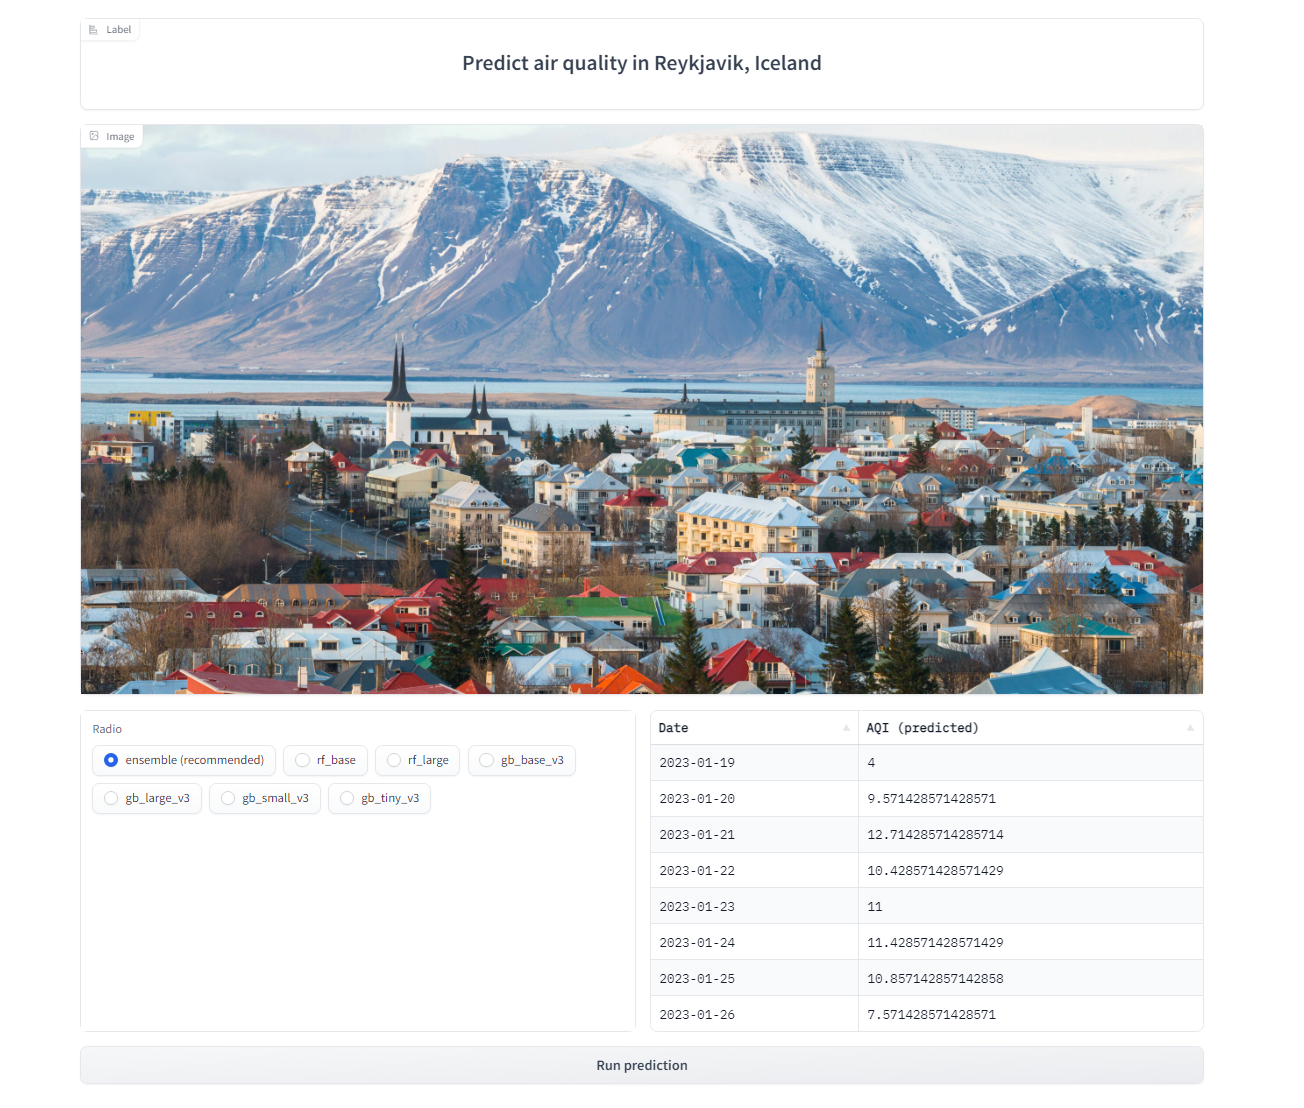 Label
Predict air quality in Reykjavik, Iceland
Image
Radio
ensemble (recommended) rf_base rf_large gb_base_v3
gb_large_v3 gb_small_v3 gb_tiny_v3
Date AQI (predicted)
2023-01-19 4
2023-01-20 9.571428571428571
2023-01-21 12.714285714285714
2023-01-22 10.428571428571429
2023-01-23 11
2023-01-24 11.428571428571429
2023-01-25 10.857142857142858
2023-01-26 7.571428571428571
Run prediction